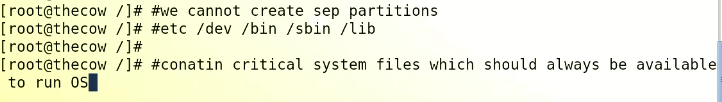 [root@thecow /]# #we cannot create sep partitions
[root@thecow /]# #etc /dev /bin /sbin /lib
[root@thecow /]#
[root@thecow /]# #conatin critical system files which should always be available
to run OS